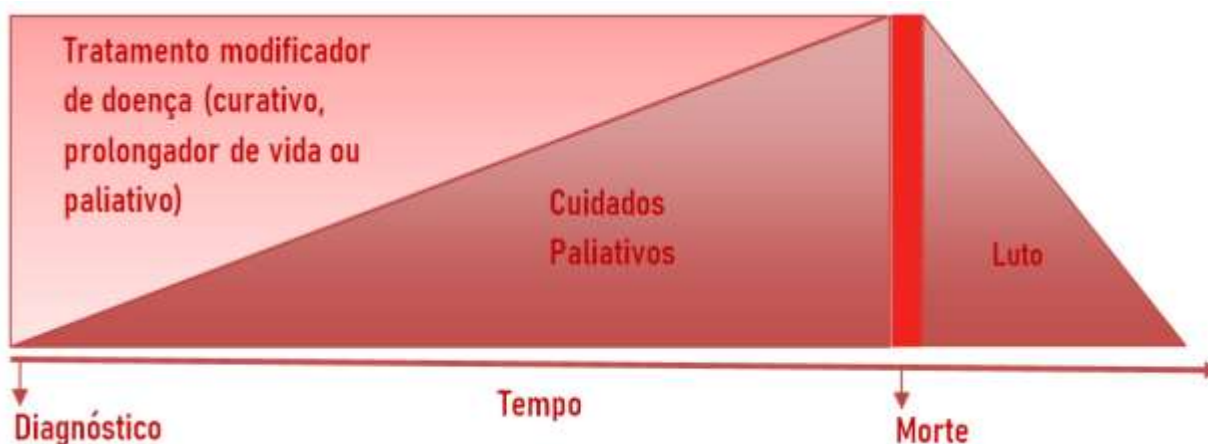 Tratamento modificador
de doença (curativo,
prolongador de vida ou
paliativo)
Cuidados
Paliativos
Luto
Tempo
Diagnóstico
Morte